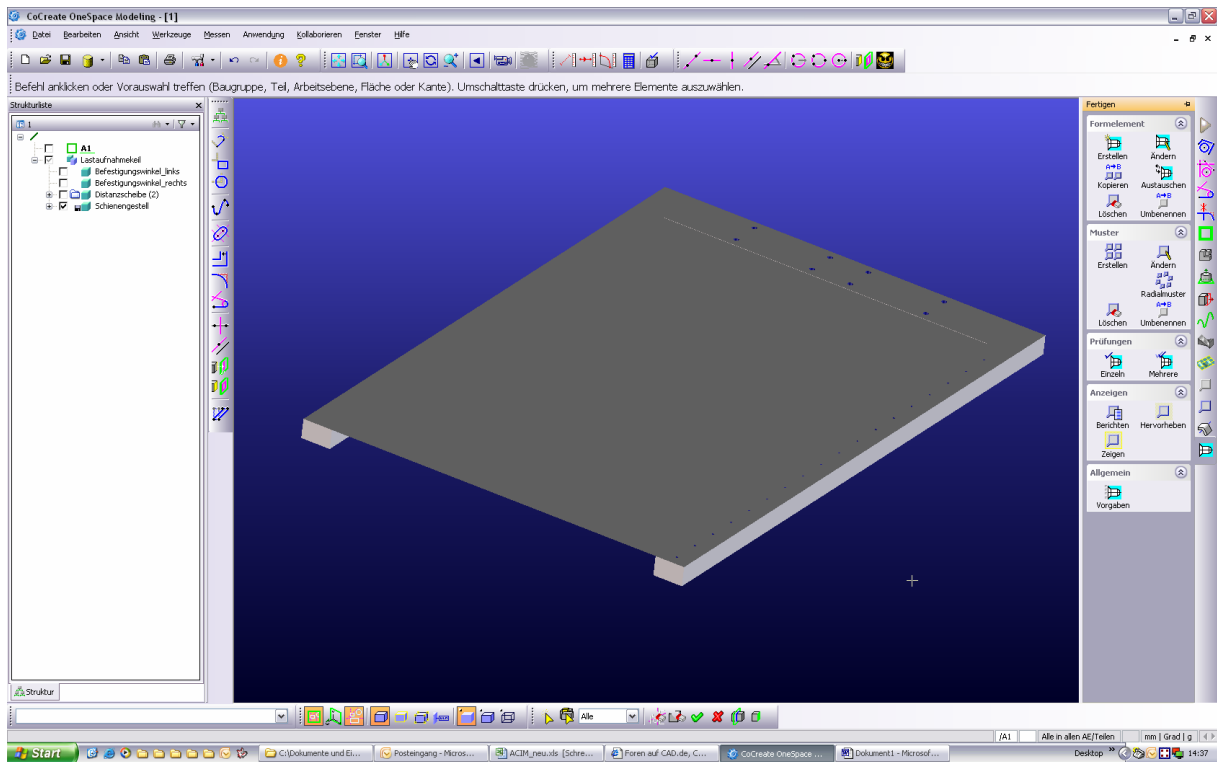 CoCreate OneSpace Modeling - [1]
Datei Bearbeiten Ansicht Werkzeuge Messen Anwendung Kollaborieren Fenster Hilfe
Befehl anklicken oder Vorauswahl treffen (Baugruppe, Teil, Arbeitsebene, Fläche oder Kante). Umschalttaste drücken, um mehrere Elemente auszuwählen.
Strukturliste
1
A1
Lastaufnahmekeil
Befestigungswinkel_links
Befestigungswinkel_rechts
Distanzscheibe (2)
Schienengestell
Struktur
Fertigen
Formelement
Erstellen Ändern
Kopieren Austauschen
Löschen Umbenennen
Muster
Erstellen Ändern
Radialmuster
Löschen Umbenennen
Prüfungen
Einzeln Mehrere
Anzeigen
Berichten Hervorheben
Zeigen
Allgemein
Vorgaben
Alle
/A1 Alle in allen AE/Teilen mm | Grad | g
Start C:\Dokumente und Ei... Posteingang - Micros... ACIM_neu.xls [Schre... Foren auf CAD.de, C... CoCreate OneSpace ... Dokument1 - Microsof... Desktop 14:37